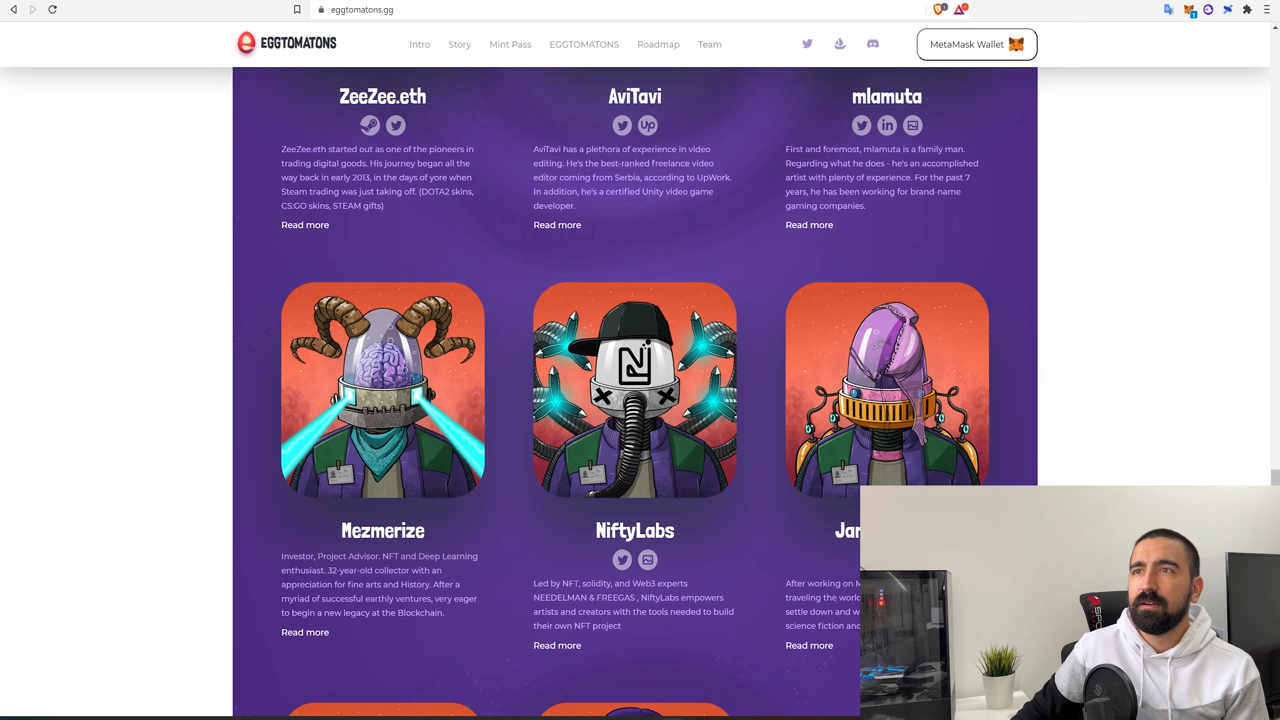 eggtomatons.gg
EGGTOMATONS
Intro
Story
Mint Pass
EGGTOMATONS
Roadmap
Team
MetaMask Wallet
ZeeZee.eth
ZeeZee.eth started out as one of the pioneers in
trading digital goods. His journey began all the
way back in early 2013, in the days of yore when
Steam trading was just taking off. (DOTA2 skins,
CS:GO skins, STEAM gifts)
Read more
AviTavi
Up
AviTavi has a plethora of experience in video
editing. He's the best-ranked freelance video
editor coming from Serbia, according to UpWork.
In addition, he's a certified Unity video game
developer.
Read more
mlamuta
in
First and foremost, mlamuta is a family man.
Regarding what he does - he's an accomplished
artist with plenty of experience. For the past 7
years, he has been working for brand-name
gaming companies.
Read more
Mezmerize
Investor, Project Advisor. NFT and Deep Learning
enthusiast. 32-year-old collector with an
appreciation for fine arts and History. After a
myriad of successful earthly ventures, very eager
to begin a new legacy at the Blockchain.
Read more
NiftyLabs
Led by NFT, solidity, and Web3 experts
NEEDELMAN & FREEGAS , NiftyLabs empowers
artists and creators with the tools needed to build
their own NFT project
Read more
After working on
traveling the world
settle down and
science fiction and
Read more